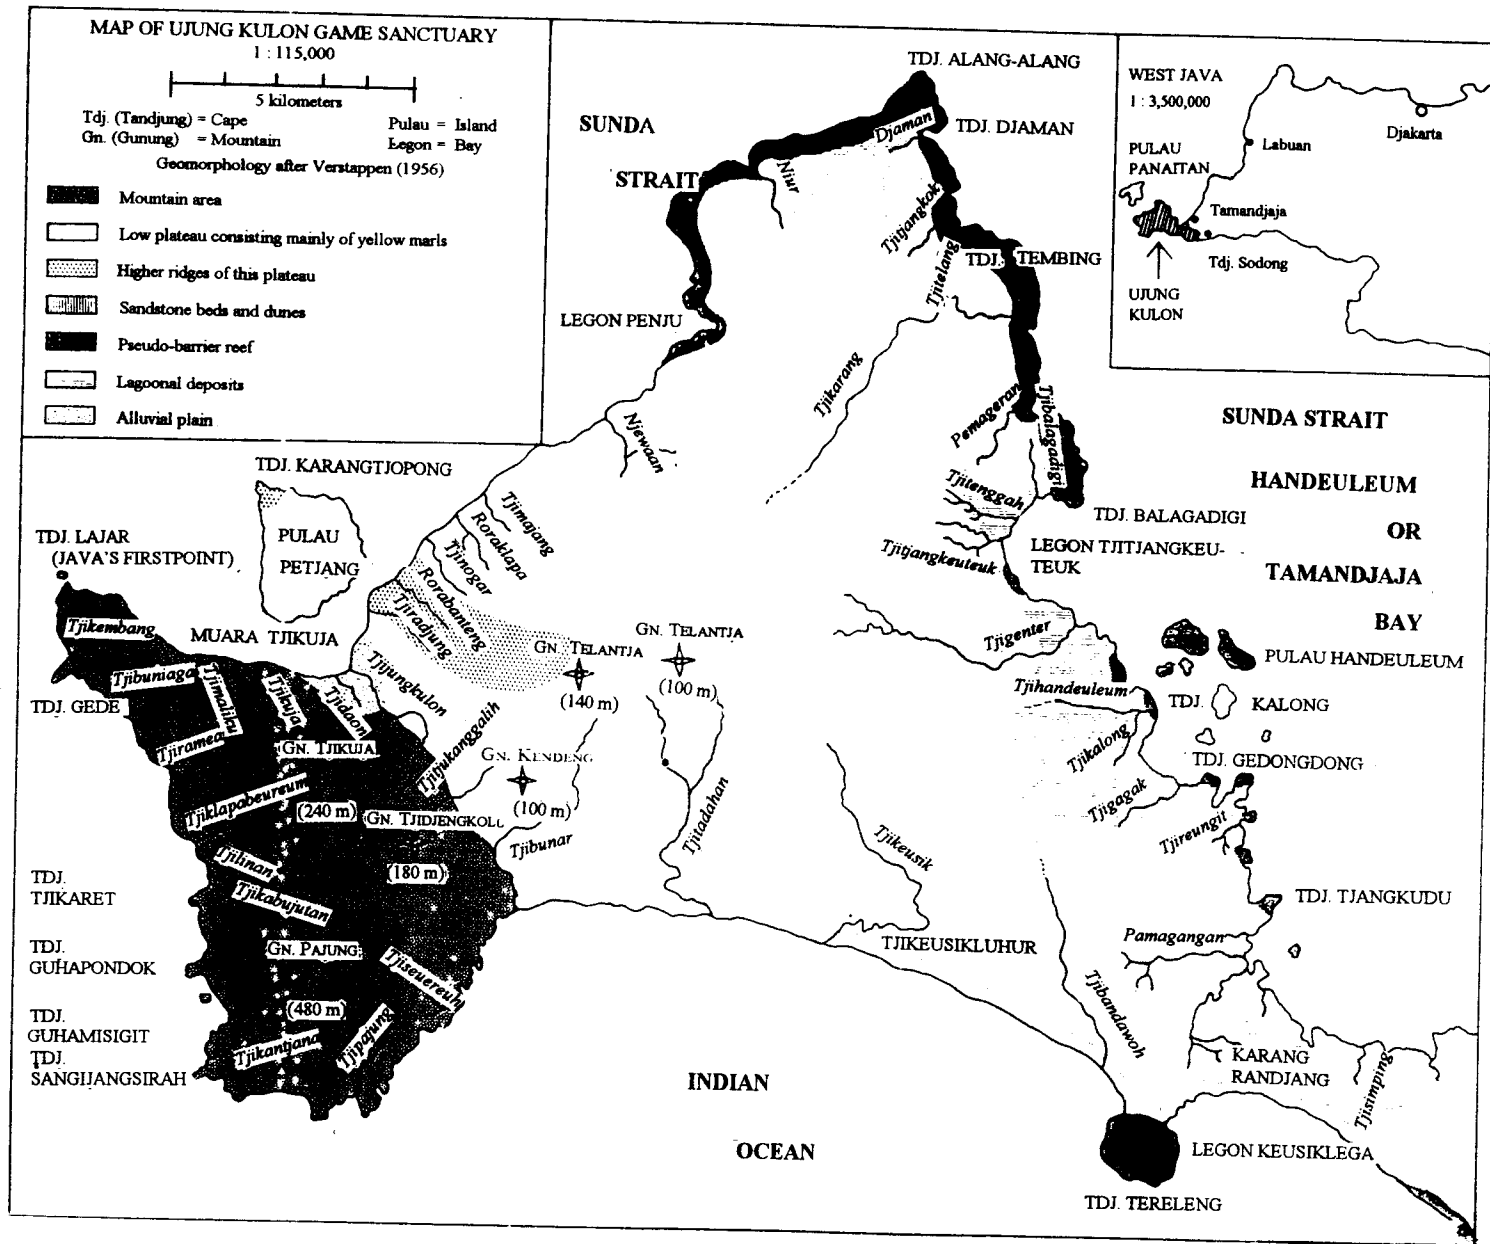 MAP OF UJUNG KULON GAME SANCTUARY
1 : 115,000
5 kilometers
Tdj. (Tandjung) = Cape
Pulau = Island
Gn. (Gunung) = Mountain
Legon = Bay
Geomorphology after Verstappen (1956)
Mountain area
Low plateau consisting mainly of yellow marls
Higher ridges of this plateau
Sandstone beds and dunes
Pseudo-barrier reef
Lagoonal deposits
Alluvial plain
WEST JAVA
1 : 3,500,000
Djakarta
Labuan
PULAU
PANAITAN
Tamandjaja
Tdj. Sodong
UJUNG
KULON
TDJ. ALANG-ALANG
SUNDA
STRAIT
Djaman
TDJ. DJAMAN
Niur
Tjitjangkok
TDJ. TEMBING
Tjitelang
LEGON PENJU
Tjikarang
Pemageran
Tjibalagadigi
Njewaan
SUNDA STRAIT
HANDEULEUM
OR
TAMANDJAJA
BAY
TDJ. KARANGTJOPONG
PULAU
PETJANG
Tjimajang
Roraklapa
Tjinogar
Rorabanteng
Tjiradjung
Tjitenggah
TDJ. BALAGADIGI
Tjitjangkeuteuk
LEGON TJITJANGKEU-
TEUK
TDJ. LAJAR
(JAVA'S FIRSTPOINT)
Tjikembang
MUARA TJIKUJA
Tjigenter
GN. TELANTJA
(140 m)
GN. TELANTJA
(100 m)
PULAU HANDEULEUM
Tjibuniaga
Tjimaliku
Tjikuja
Tjidaon
Tjijungkulon
Tjihandeuleum
TDJ.
KALONG
TDJ. GEDE
Tjiramea
GN. TJIKUJA
Tjitjukanggalih
GN. KENDENG
(100 m)
Tjikalong
TDJ. GEDONGDONG
Tjiklapabeureum
(240 m)
GN. TJIDJENGKOLL
Tjibunar
Tjitadahan
Tjikeusik
Tjigagak
Tjireungit
Tjilinan
(180 m)
TDJ.
TJIKARET
Tjikabujutan
TDJ. TJANGKUDU
TDJ.
GUHAPONDOK
GN. PAJUNG
Tjiseuereuh
TJIKEUSIKLUHUR
Pamagangan
(480 m)
TDJ.
GUHAMISIGIT
Tjikantjana
Tjipajung
Tjibandawoh
TDJ.
SANGIJANGSIRAH
KARANG
RANDJANG
Tjisimping
INDIAN
OCEAN
LEGON KEUSIKLEGA
TDJ. TERELENG